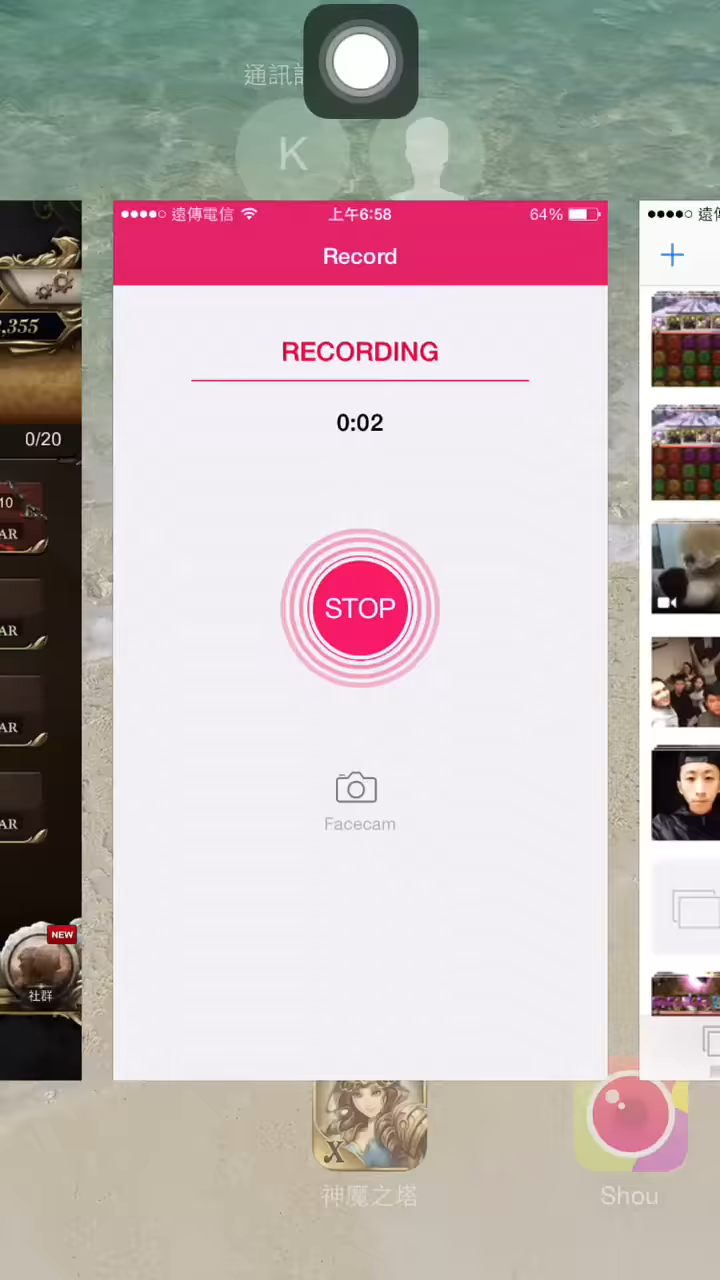 通訊
K
遠傳電信
上午6:58
64%
遠傳
Record
,355
RECORDING
0:02
0/20
10
AR
STOP
AR
AR
Facecam
AR
NEW
社群
X
神魔之塔
Shou